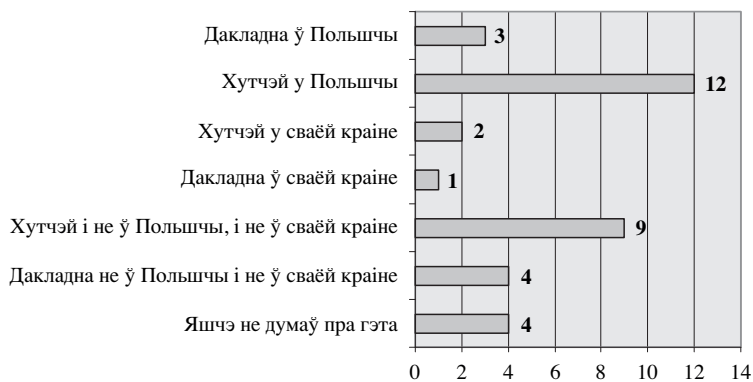 Дакладна ў Польшчы 3
Хутчэй у Польшчы 12
Хутчэй у сваёй краіне 2
Дакладна ў сваёй краіне 1
Хутчэй і не ў Польшчы, і не ў сваёй краіне 9
Дакладна не ў Польшчы і не ў сваёй краіне 4
Яшчэ не думаў пра гэта 4
0 2 4 6 8 10 12 14